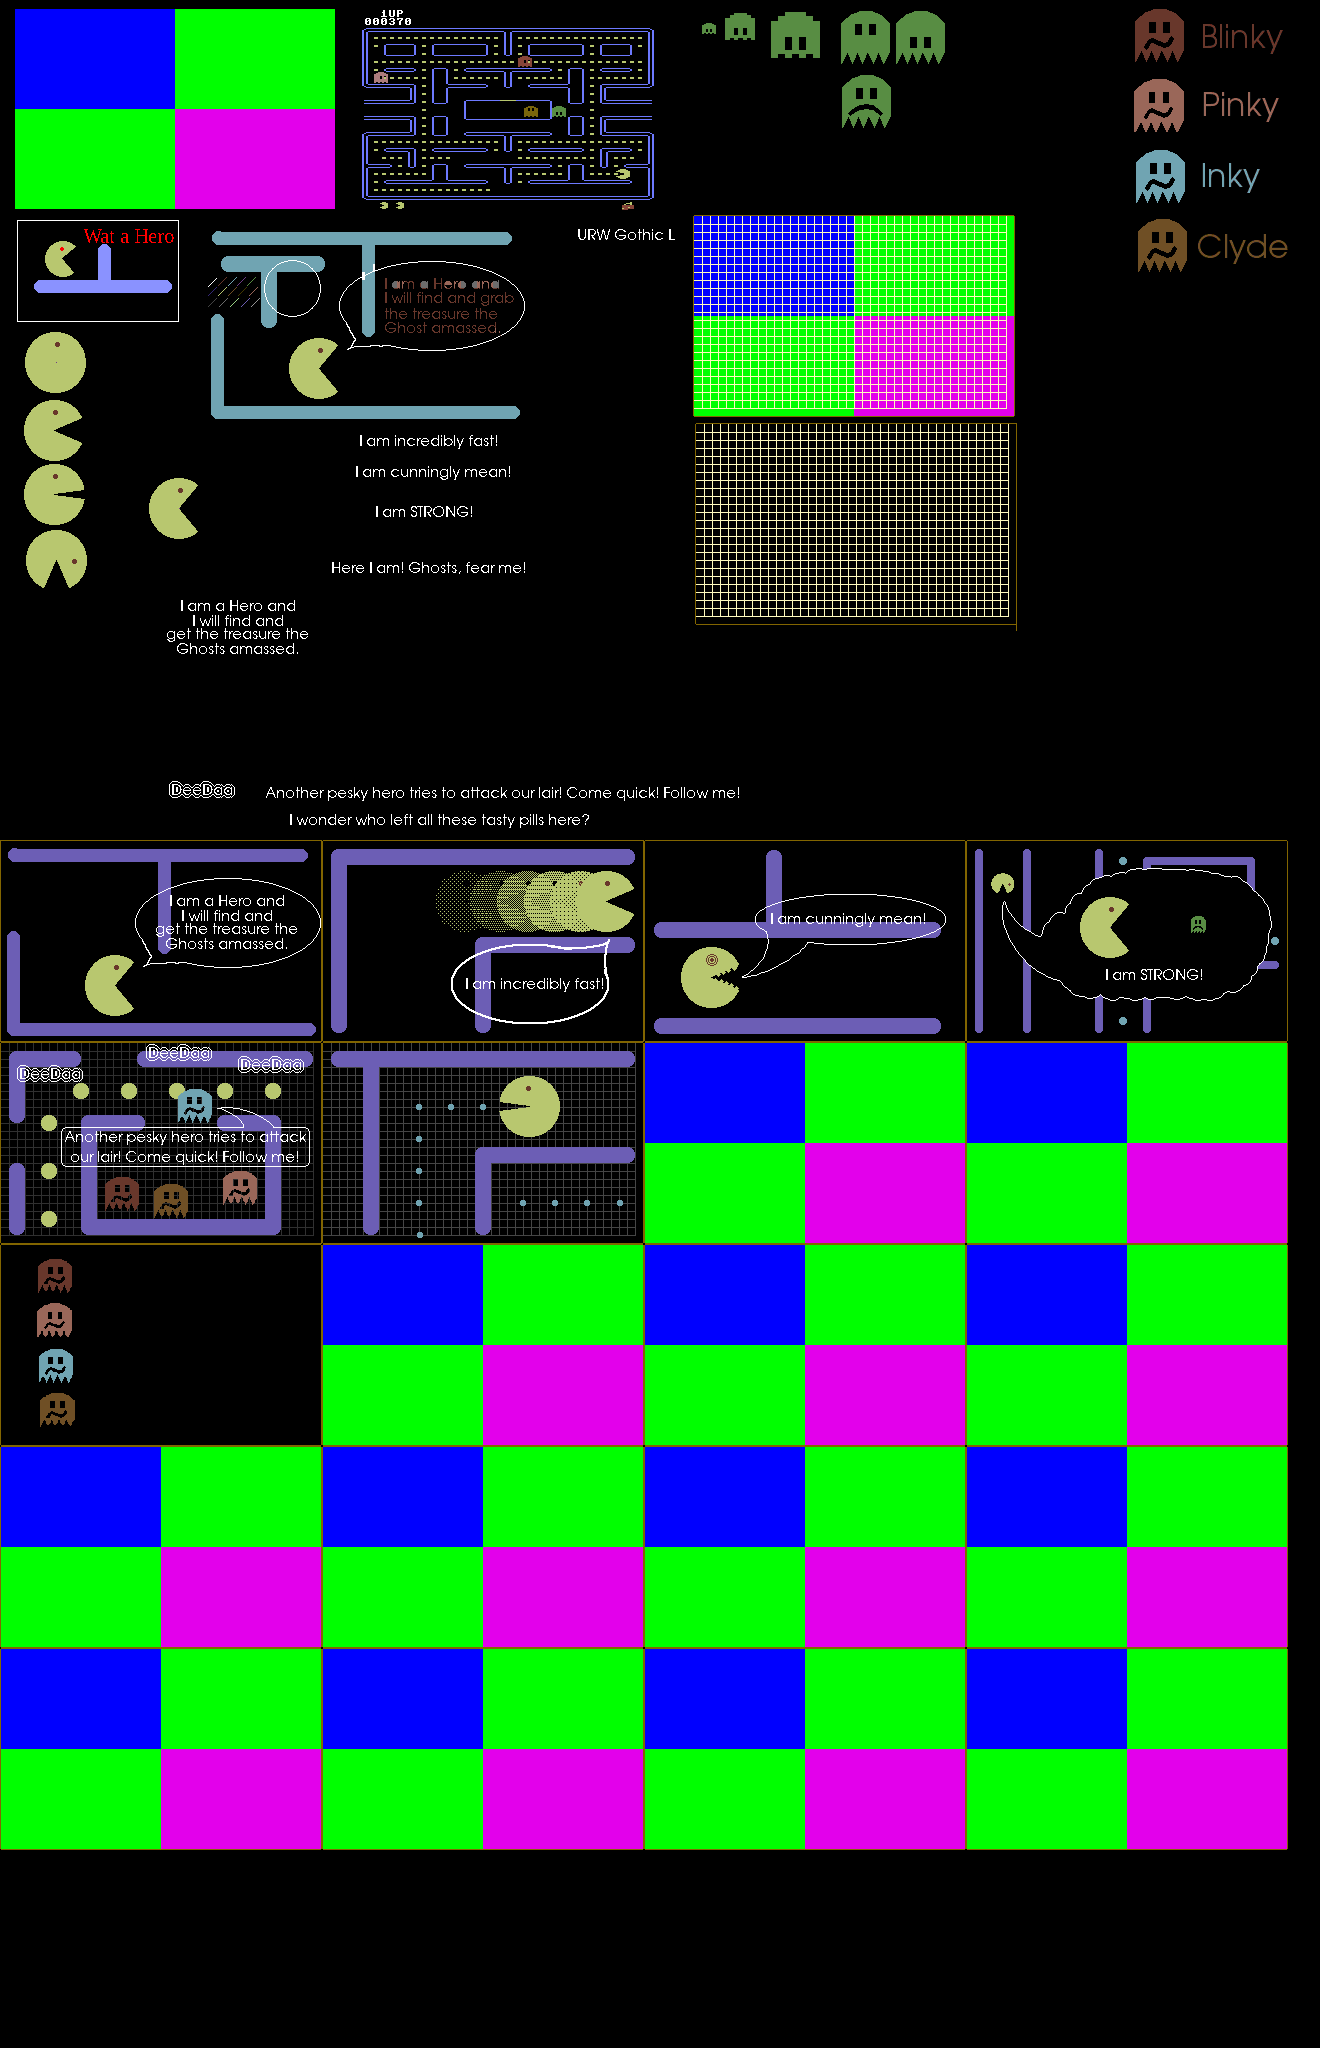 1UP
000370
Blinky
Pinky
Inky
Clyde
Wat a Hero
URW Gothic L
I am a Hero and
I will find and grab
the treasure the
Ghost amassed.
I am incredibly fast!
I am cunningly mean!
I am STRONG!
Here I am! Ghosts, fear me!
I am a Hero and
I will find and
get the treasure the
Ghosts amassed.
DeeDaa
Another pesky hero tries to attack our lair! Come quick! Follow me!
I wonder who left all these tasty pills here?
I am a Hero and
I will find and
get the treasure the
Ghosts amassed.
I am incredibly fast!
I am cunningly mean!
I am STRONG!
DeeDaa
DeeDaa
DeeDaa
Another pesky hero tries to attack
our lair! Come quick! Follow me!